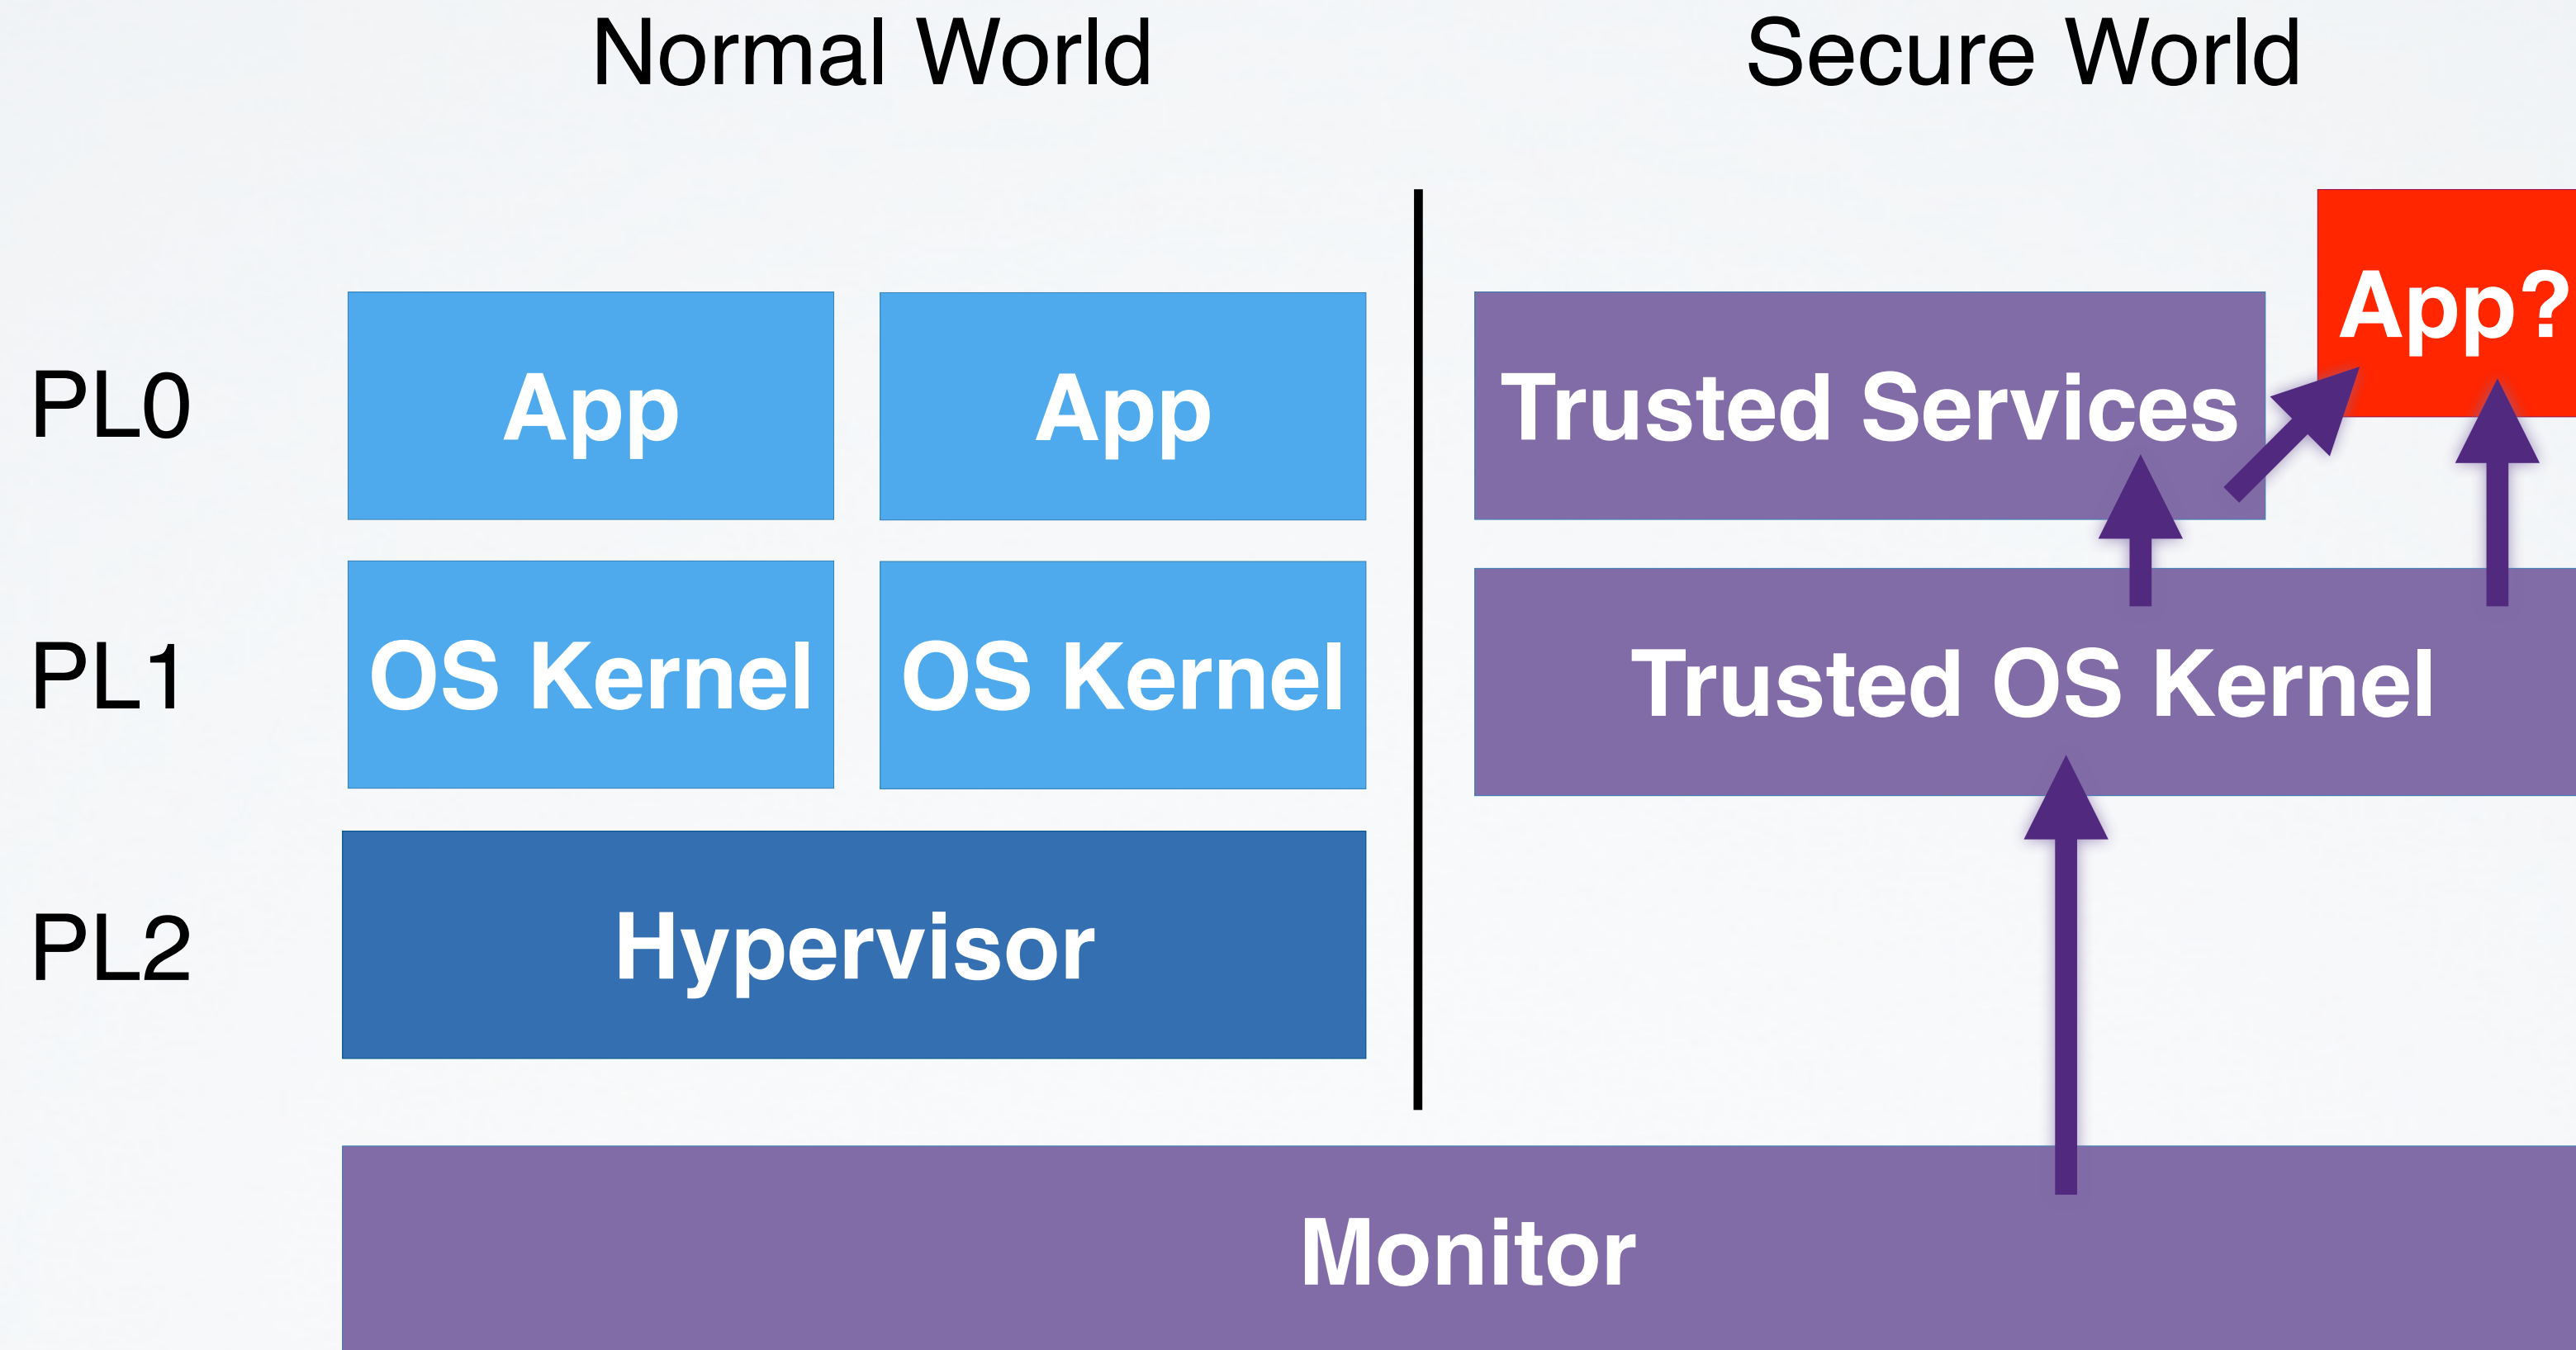 Normal World
Secure World
App?
PL0
App
App
Trusted Services
PL1
OS Kernel
OS Kernel
Trusted OS Kernel
PL2
Hypervisor
Monitor